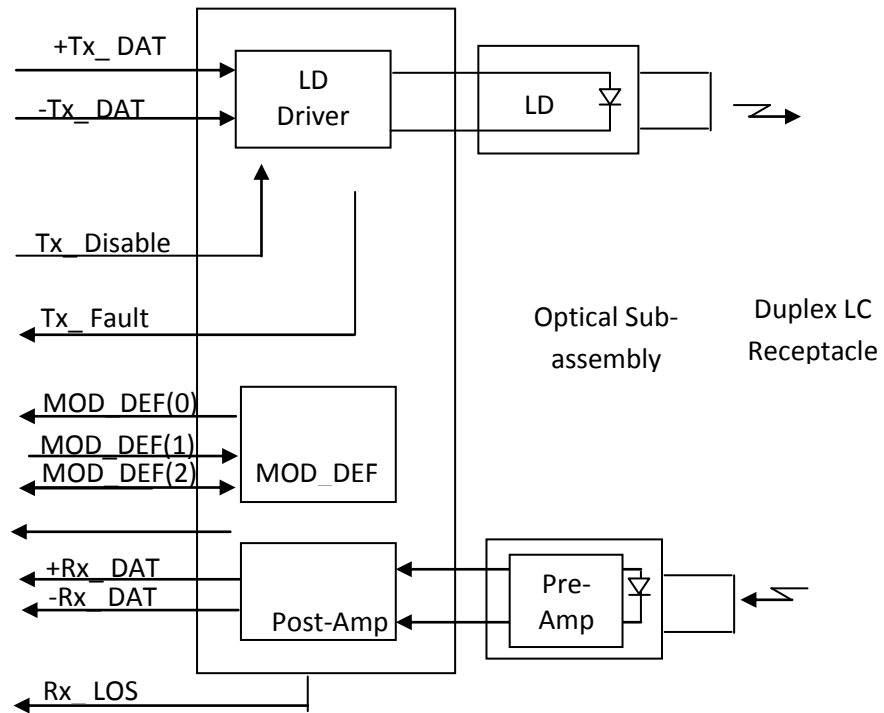 +Tx_ DAT
LD
Driver
-Tx_ DAT
LD
Tx_ Disable
Tx_ Fault
Optical Sub-
assembly
Duplex LC
Receptacle
MOD_DEF(0)
MOD_DEF(1)
MOD_DEF(2)
MOD_DEF
+Rx_ DAT
-Rx_ DAT
Post-Amp
Pre-
Amp
Rx_ LOS